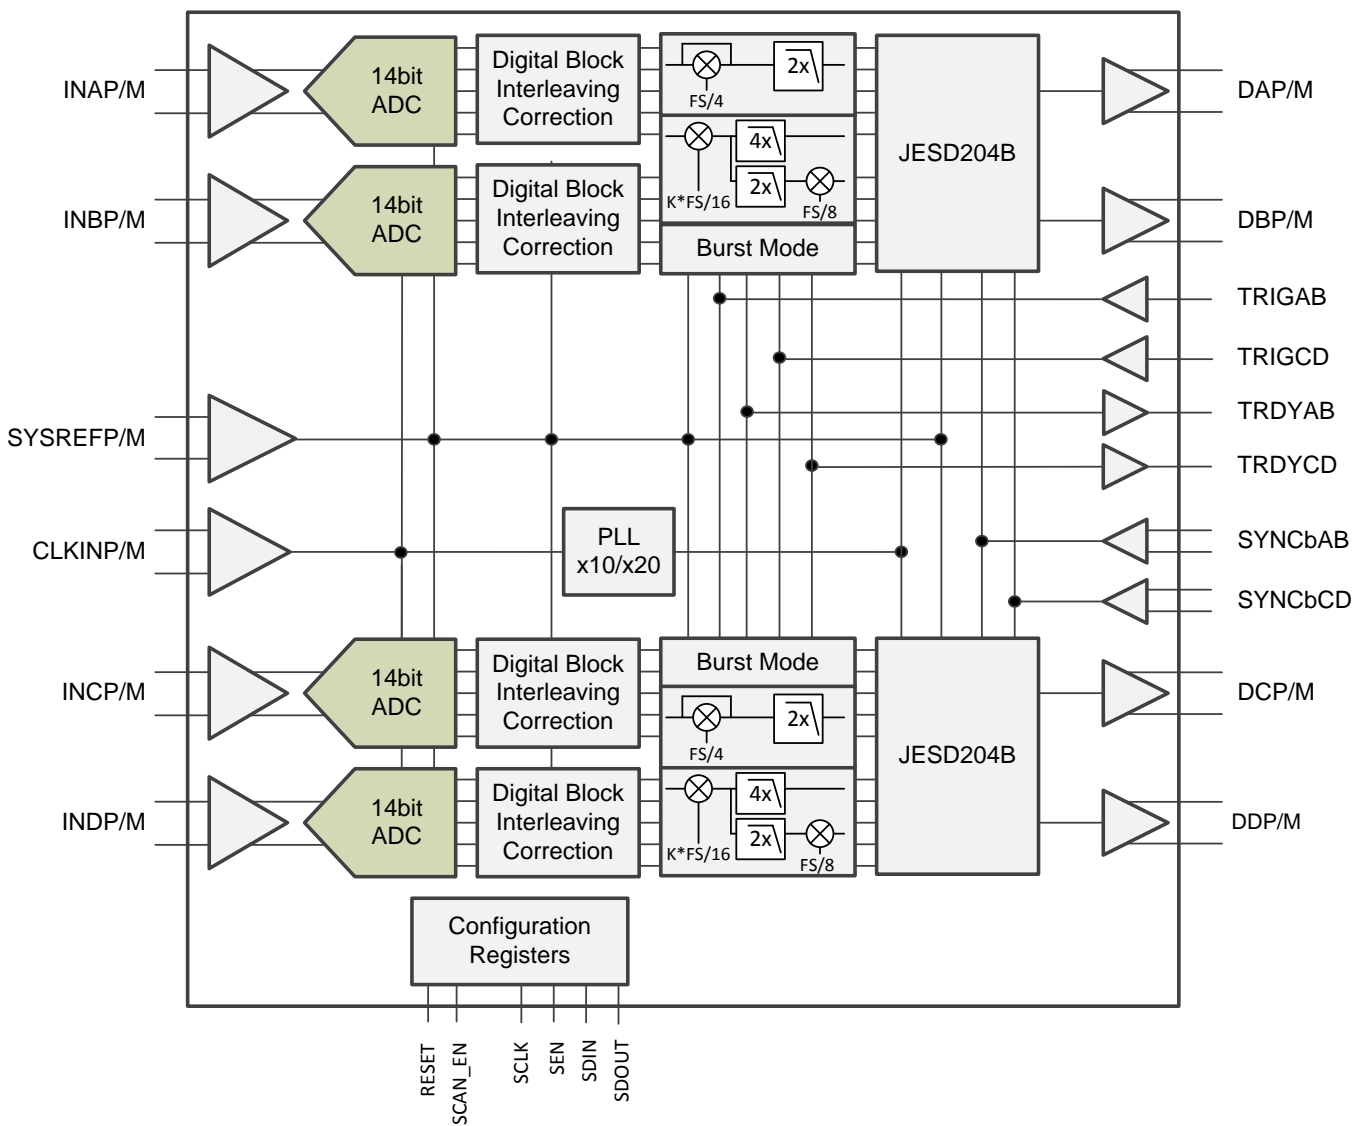 INAP/M
14bit
ADC
Digital Block
Interleaving
Correction
FS/4
2x
K*FS/16
4x
2x
FS/8
JESD204B
DAP/M
INBP/M
14bit
ADC
Digital Block
Interleaving
Correction
Burst Mode
DBP/M
TRIGAB
TRIGCD
TRDYAB
SYSREFP/M
TRDYCD
CLKINP/M
PLL
x10/x20
SYNCbAB
SYNCbCD
INCP/M
14bit
ADC
Digital Block
Interleaving
Correction
Burst Mode
FS/4
2x
JESD204B
DCP/M
INDP/M
14bit
ADC
Digital Block
Interleaving
Correction
K*FS/16
4x
2x
FS/8
DDP/M
Configuration
Registers
RESET
SCAN_EN
SCLK
SEN
SDIN
SDOUT